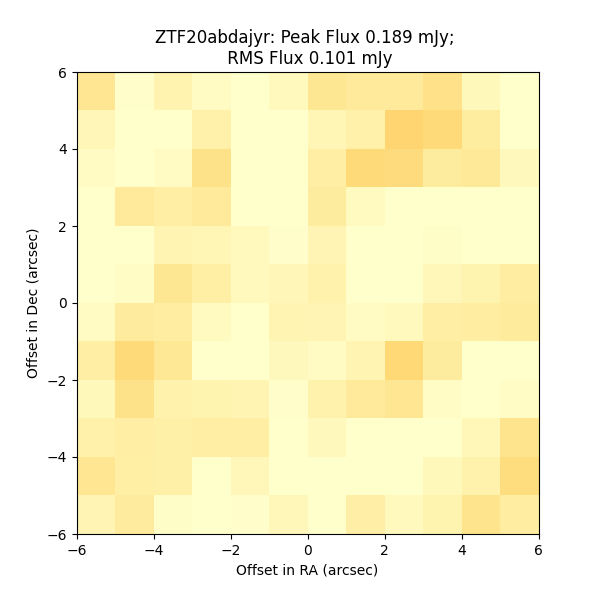 ZTF20abdajyr: Peak Flux 0.189 mJy;
RMS Flux 0.101 mJy
6
4
2
0
−2
−4
−6
Offset in Dec (arcsec)
−6 −4 −2 0 2 4 6
Offset in RA (arcsec)